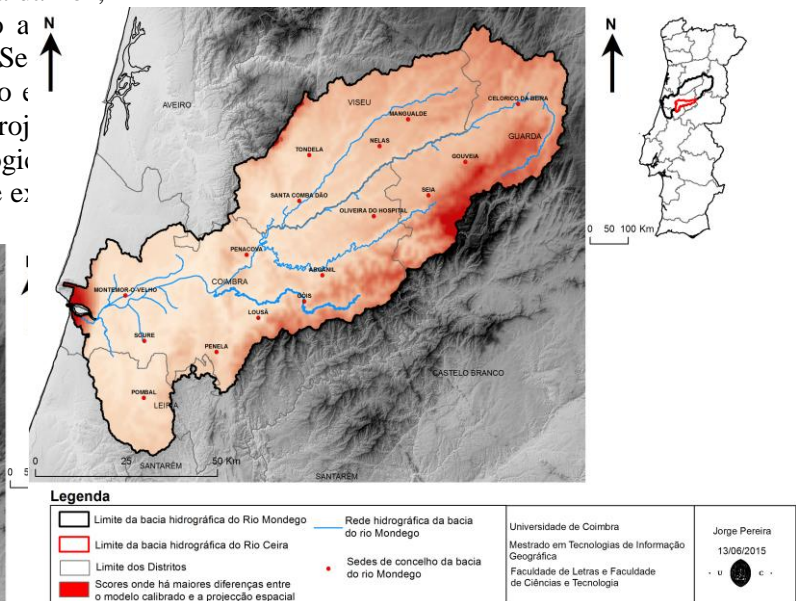 N
N
AVEIRO
VISEU
CELORICO DA BEIRA
MANGUALDE
GUARDA
NELAS
TONDELA
GOUVEIA
SEIA
SANTA COMBA DÃO
OLIVEIRA DO HOSPITAL
PENACOVA
ARGANIL
COIMBRA
MONTEMOR-O-VELHO
GÓIS
LOUSÃ
SOURE
PENELA
CASTELO BRANCO
POMBAL
LEIRIA
SANTARÉM
SANTARÉM
0 25 50 Km
0 50 100 Km
Legenda
Limite da bacia hidrográfica do Rio Mondego
Limite da bacia hidrográfica do Rio Ceira
Limite dos Distritos
Scores onde há maiores diferenças entre
o modelo calibrado e a projecção espacial
Rede hidrográfica da bacia
do rio Mondego
Sedes de concelho da bacia
do rio Mondego
Universidade de Coimbra
Mestrado em Tecnologias de Informação
Geográfica
Faculdade de Letras e Faculdade
de Ciências e Tecnologia
Jorge Pereira
13/06/2015
· U C ·